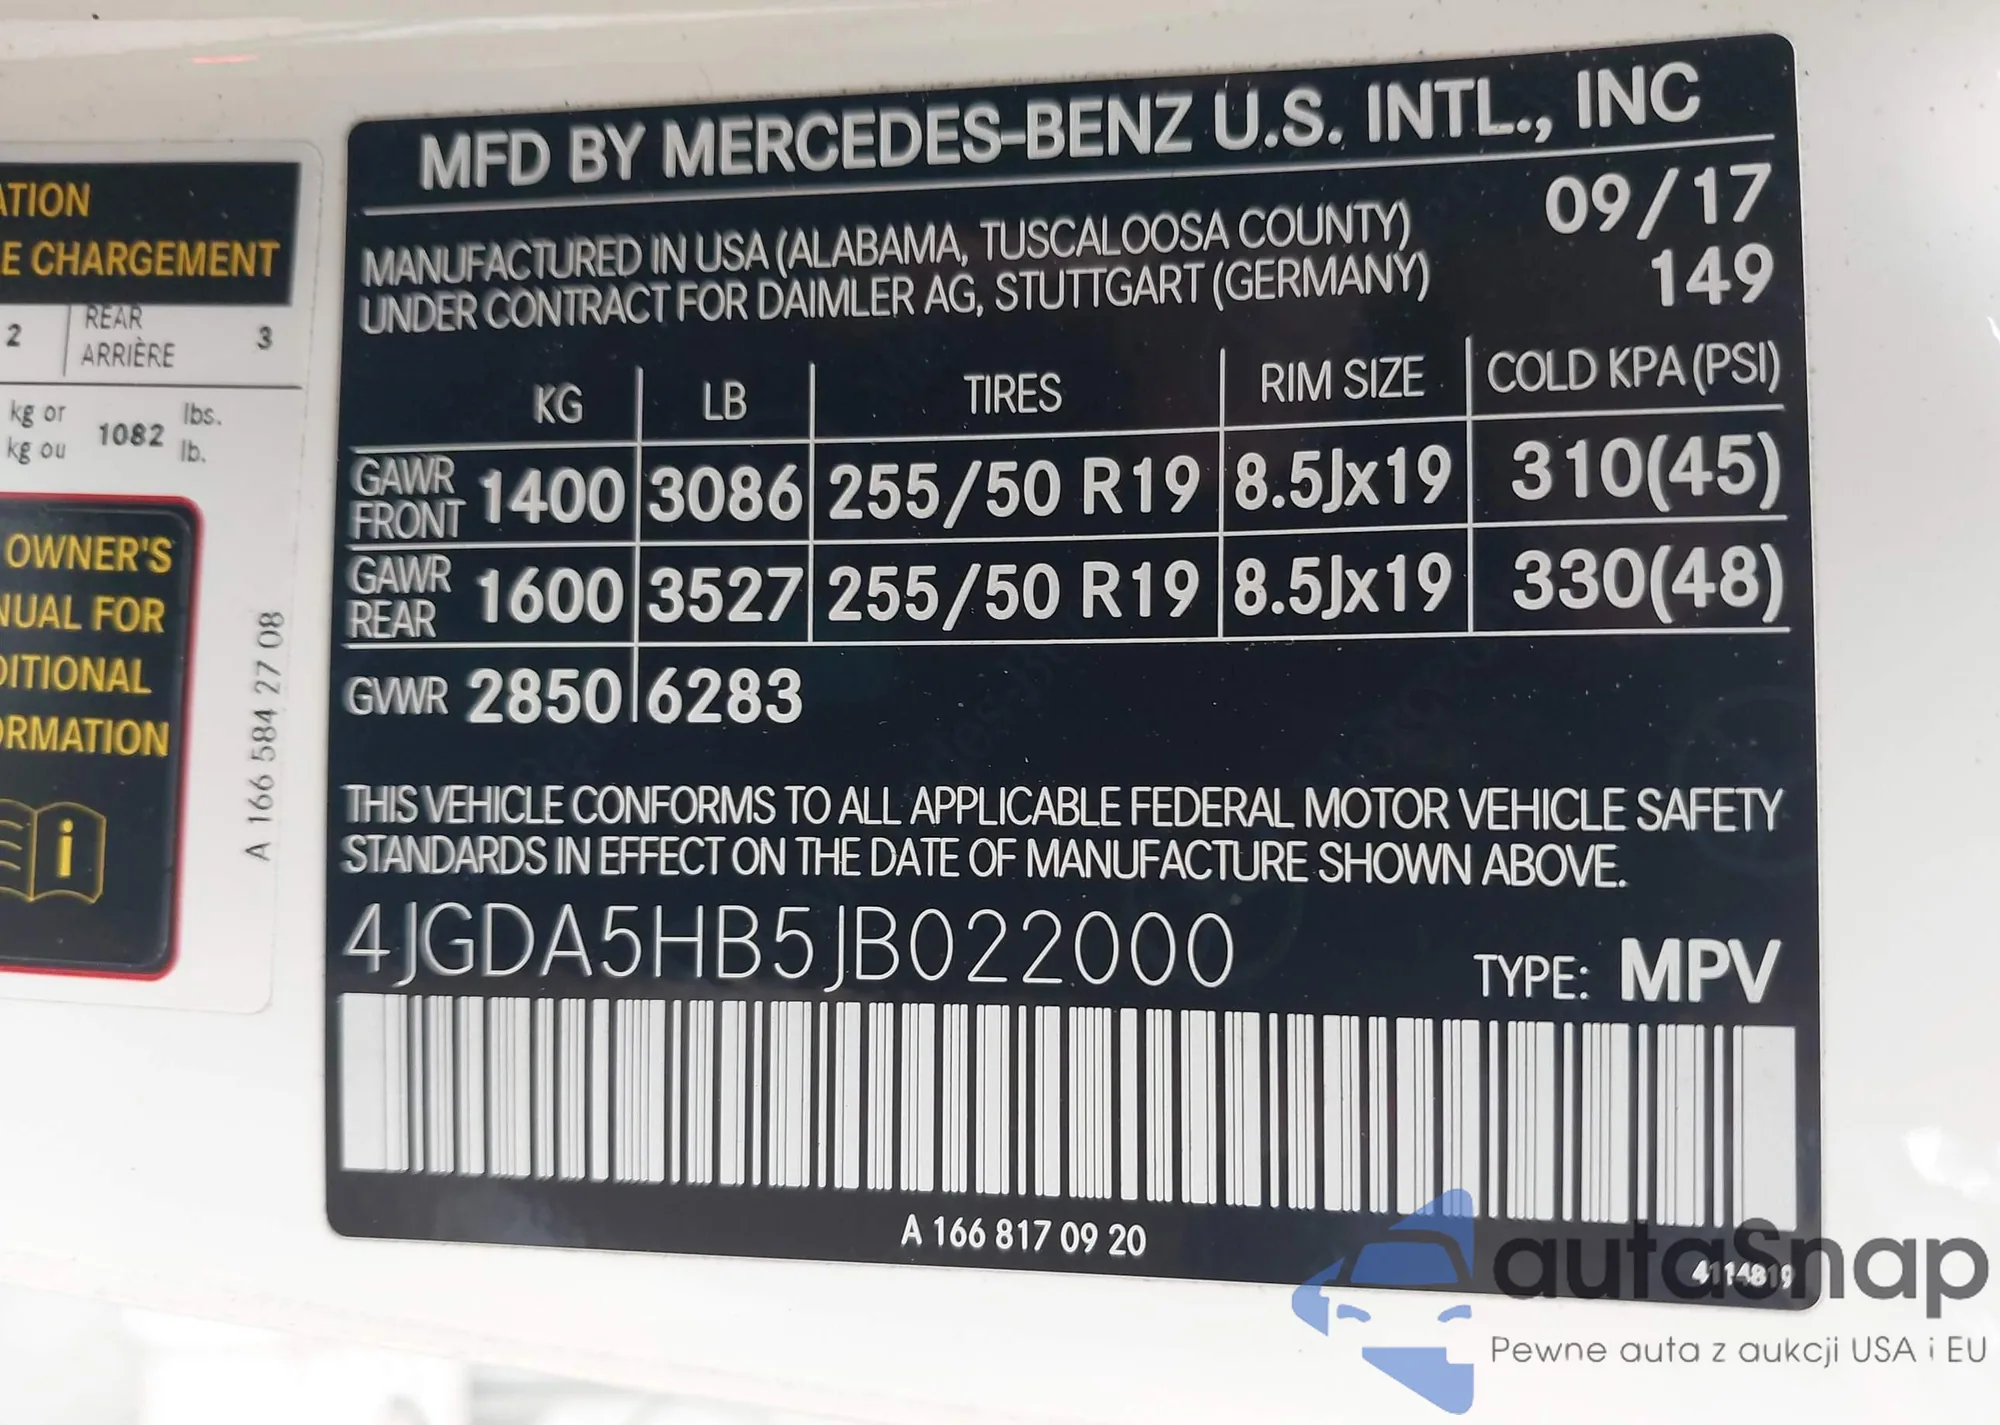 ATION
E CHARGEMENT
2 REAR 3
ARRIÈRE
kg or 1082 lbs.
kg ou lb.
OWNER'S
NUAL FOR
DITIONAL
ORMATION
i
A 166 584 27 08
MFD BY MERCEDES-BENZ U.S. INTL., INC
09/17
MANUFACTURED IN USA (ALABAMA, TUSCALOOSA COUNTY)
UNDER CONTRACT FOR DAIMLER AG, STUTTGART (GERMANY)
149
KG LB TIRES RIM SIZE COLD KPA (PSI)
GAWR FRONT 1400 3086 255/50 R19 8.5Jx19 310(45)
GAWR REAR 1600 3527 255/50 R19 8.5Jx19 330(48)
GVWR 2850 6283
THIS VEHICLE CONFORMS TO ALL APPLICABLE FEDERAL MOTOR VEHICLE SAFETY
STANDARDS IN EFFECT ON THE DATE OF MANUFACTURE SHOWN ABOVE.
4JGDA5HB5JB022000
TYPE: MPV
A 166 817 09 20
4114819
autaSnap
Pewne auta z aukcji USA i EU